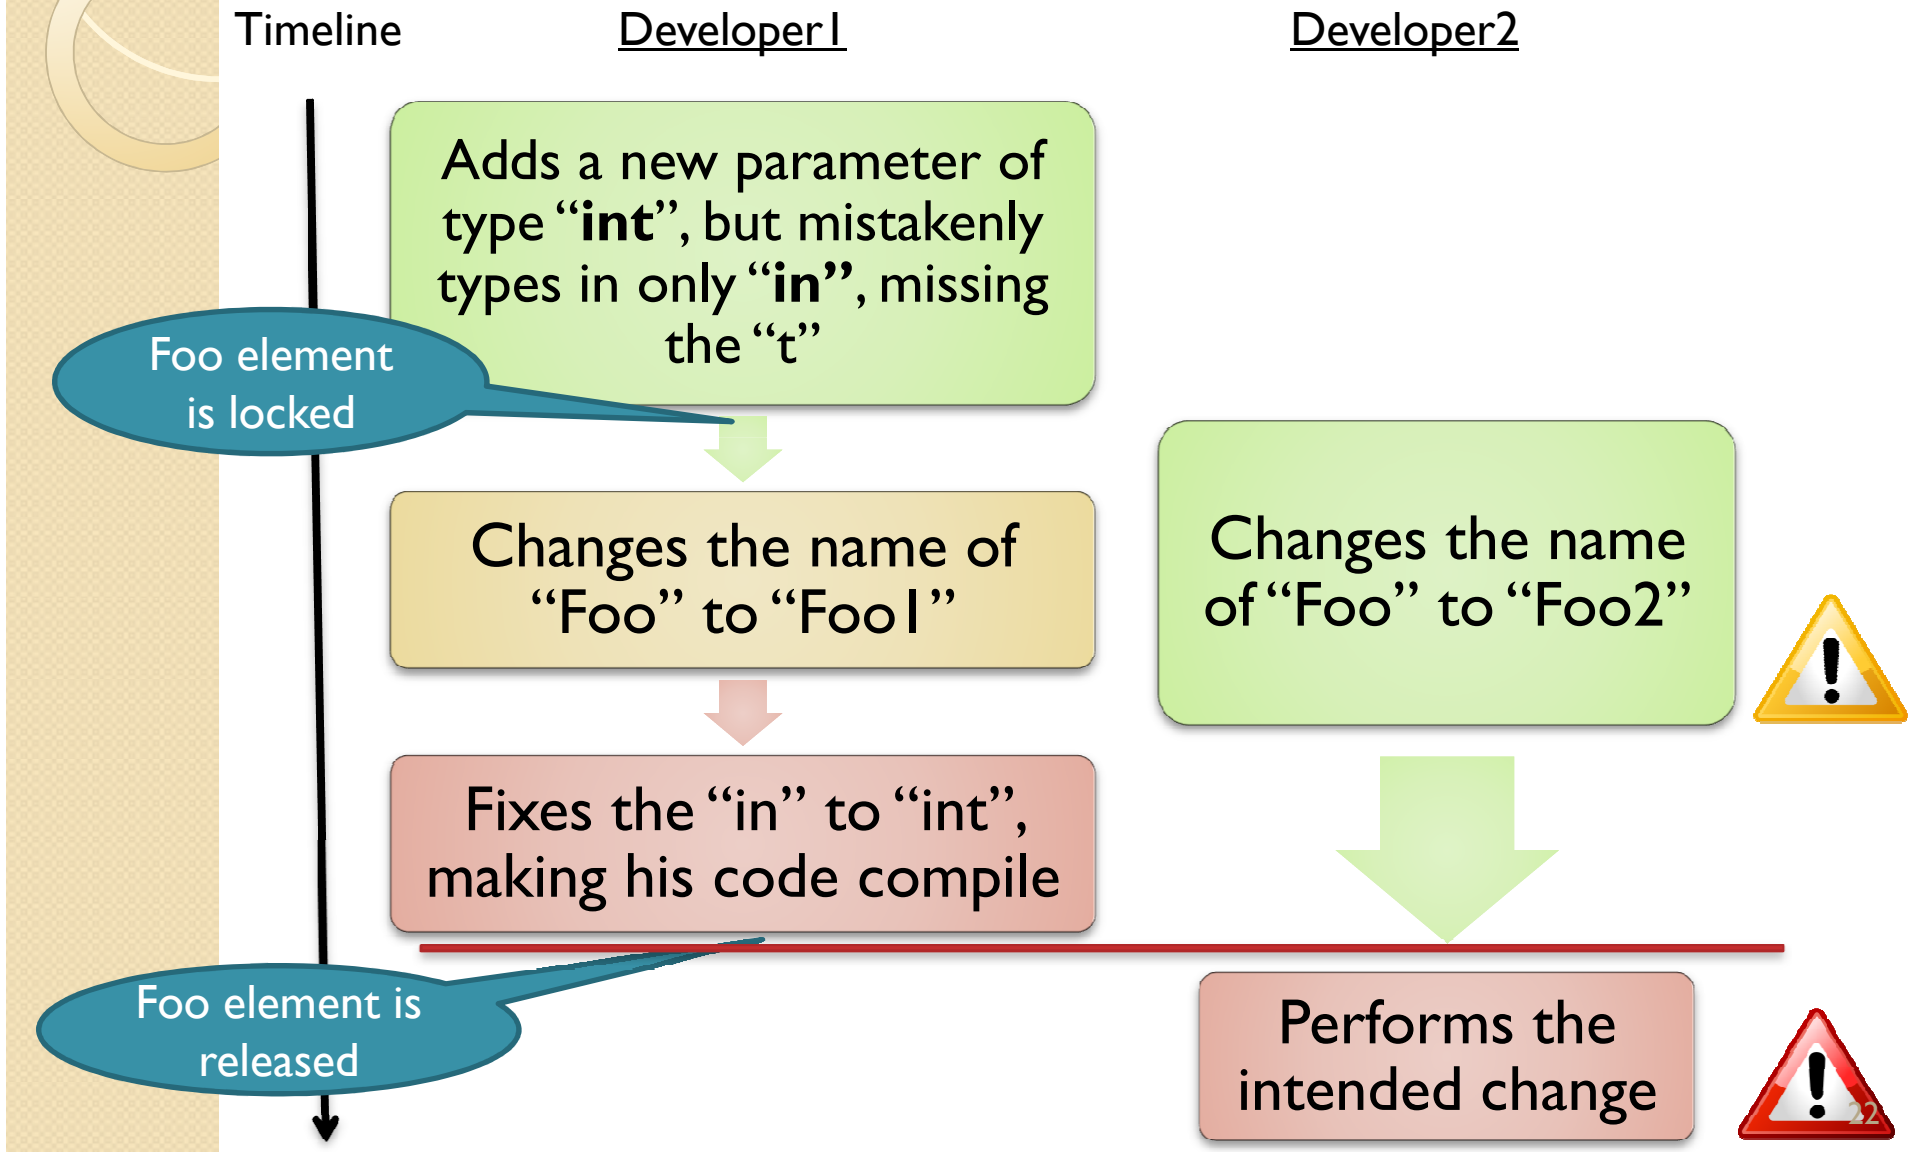 Timeline
Developer1
Developer2
Adds a new parameter of
type “int”, but mistakenly
types in only “in”, missing
the “t”
Foo element
is locked
Changes the name of
“Foo” to “Foo1”
Changes the name
of “Foo” to “Foo2”
Fixes the “in” to “int”,
making his code compile
Foo element is
released
Performs the
intended change
22